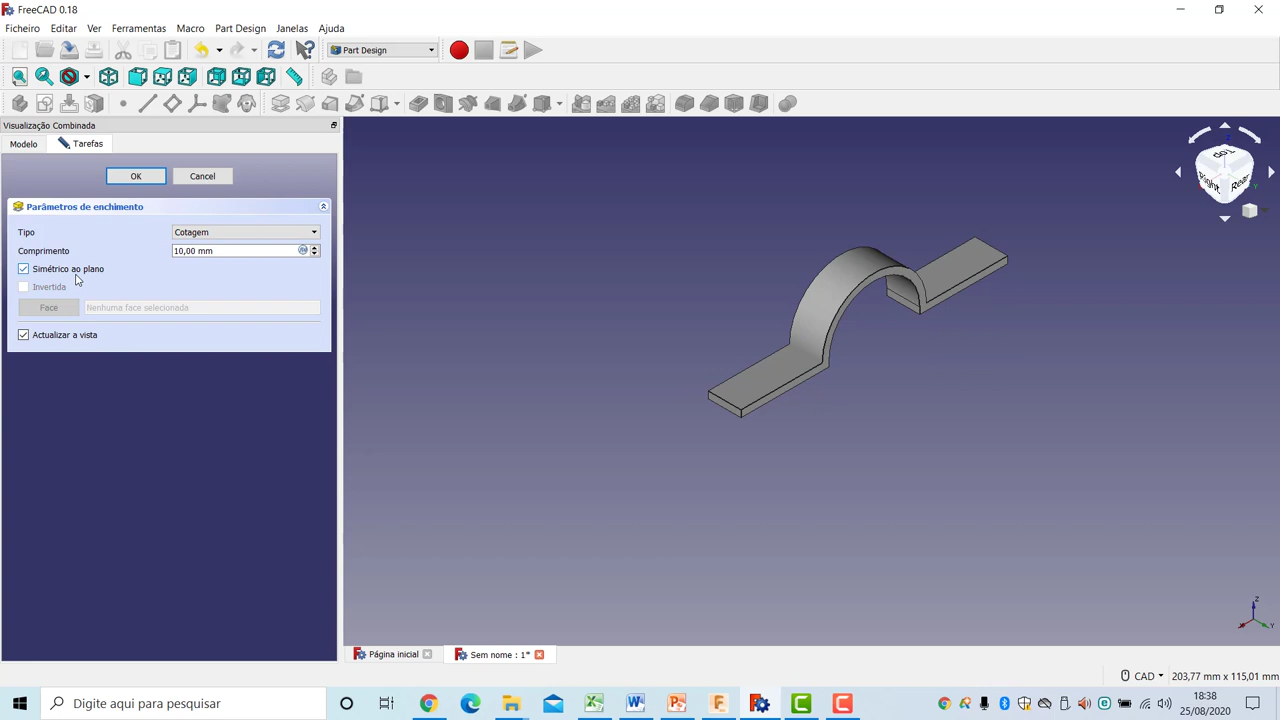 FreeCAD 0.18
Ficheiro Editar Ver Ferramentas Macro Part Design Janelas Ajuda
Part Design
Visualização Combinada
Modelo Tarefas
OK Cancel
Parâmetros de enchimento
Tipo Cotagem
Comprimento 10,00 mm
Simétrico ao plano
Invertida
Face Nenhuma face selecionada
Actualizar a vista
Top
Right Rear
Z
Y
Página inicial Sem nome : 1*
CAD 203,77 mm x 115,01 mm
Digite aqui para pesquisar
18:38
25/08/2020